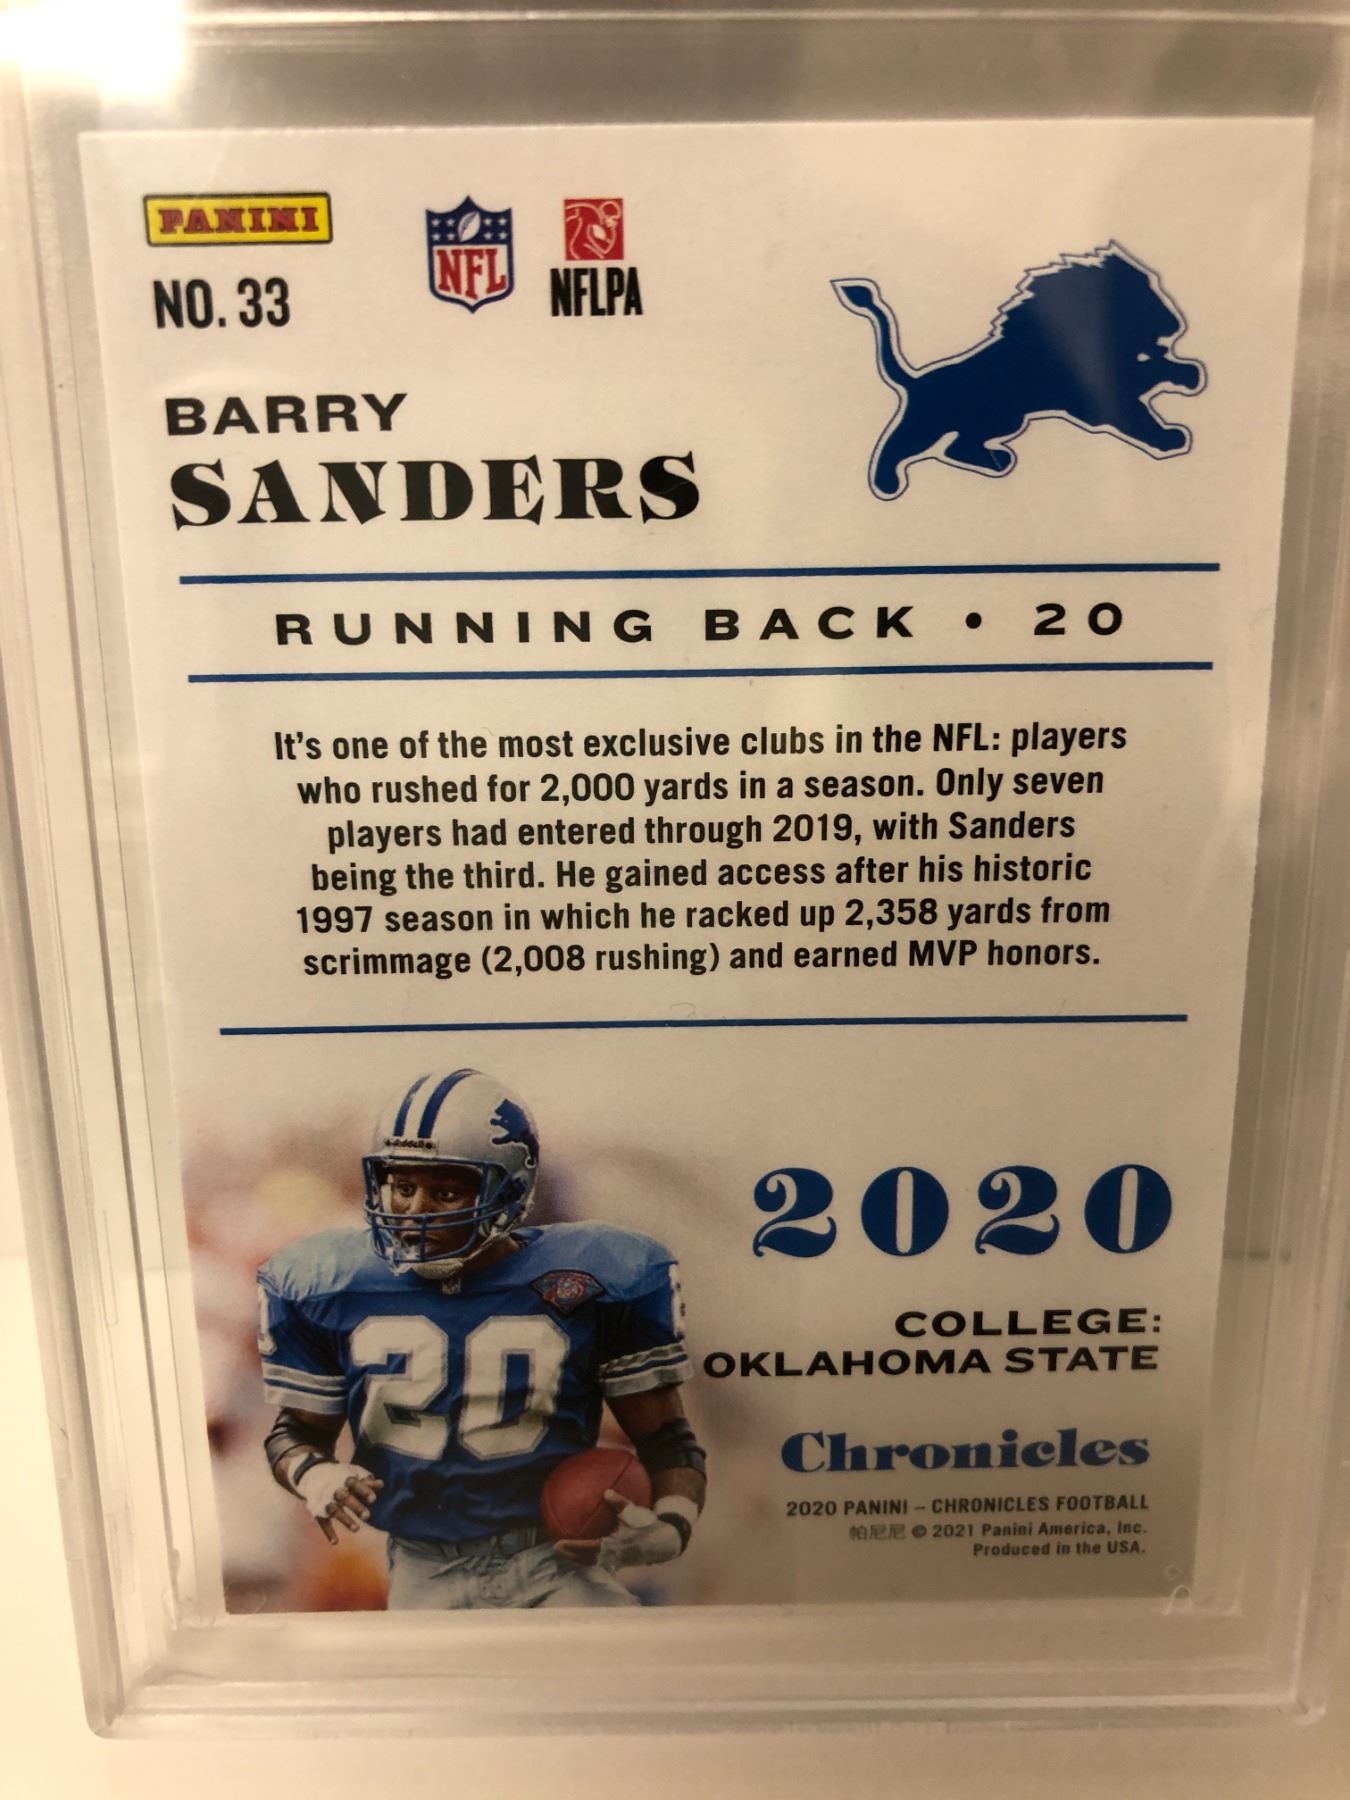 PANINI
NO. 33
NFL
NFLPA
BARRY
SANDERS
RUNNING BACK • 20
It's one of the most exclusive clubs in the NFL: players
who rushed for 2,000 yards in a season. Only seven
players had entered through 2019, with Sanders
being the third. He gained access after his historic
1997 season in which he racked up 2,358 yards from
scrimmage (2,008 rushing) and earned MVP honors.
Riddell
20
2020
COLLEGE:
OKLAHOMA STATE
Chronicles
2020 PANINI – CHRONICLES FOOTBALL
帕尼尼 © 2021 Panini America, Inc.
Produced in the USA.